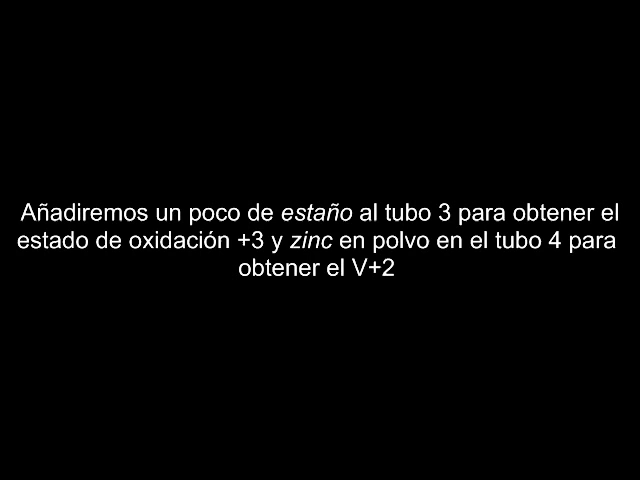 Añadiremos un poco de estaño al tubo 3 para obtener el
estado de oxidación +3 y zinc en polvo en el tubo 4 para
obtener el V+2